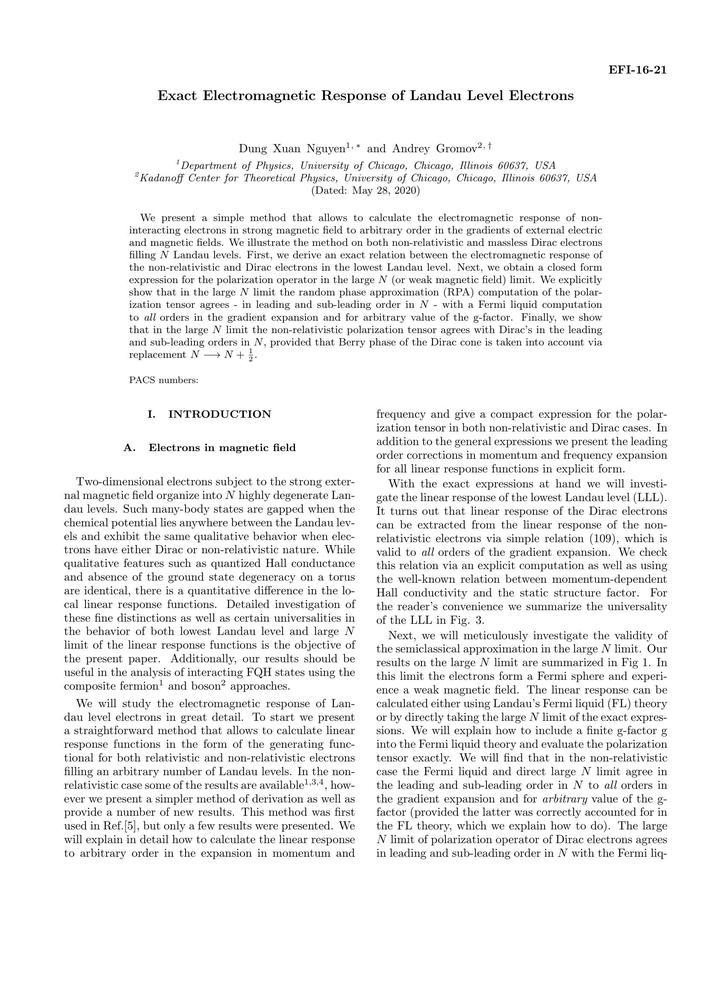 EFI-16-21
Exact Electromagnetic Response of Landau Level Electrons
Dung Xuan Nguyen1, ∗ and Andrey Gromov2, †
1Department of Physics, University of Chicago, Chicago, Illinois 60637, USA
2Kadanoff Center for Theoretical Physics, University of Chicago, Chicago, Illinois 60637, USA
(Dated: May 28, 2020)
We present a simple method that allows to calculate the electromagnetic response of non-
interacting electrons in strong magnetic field to arbitrary order in the gradients of external electric
and magnetic fields. We illustrate the method on both non-relativistic and massless Dirac electrons
filling N Landau levels. First, we derive an exact relation between the electromagnetic response of
the non-relativistic and Dirac electrons in the lowest Landau level. Next, we obtain a closed form
expression for the polarization operator in the large N (or weak magnetic field) limit. We explicitly
show that in the large N limit the random phase approximation (RPA) computation of the polar-
ization tensor agrees - in leading and sub-leading order in N - with a Fermi liquid computation
to all orders in the gradient expansion and for arbitrary value of the g-factor. Finally, we show
that in the large N limit the non-relativistic polarization tensor agrees with Dirac's in the leading
and sub-leading orders in N, provided that Berry phase of the Dirac cone is taken into account via
replacement N ⟶ N + 1/2.
PACS numbers:
I. INTRODUCTION
A. Electrons in magnetic field
Two-dimensional electrons subject to the strong exter-
nal magnetic field organize into N highly degenerate Lan-
dau levels. Such many-body states are gapped when the
chemical potential lies anywhere between the Landau lev-
els and exhibit the same qualitative behavior when elec-
trons have either Dirac or non-relativistic nature. While
qualitative features such as quantized Hall conductance
and absence of the ground state degeneracy on a torus
are identical, there is a quantitative difference in the lo-
cal linear response functions. Detailed investigation of
these fine distinctions as well as certain universalities in
the behavior of both lowest Landau level and large N
limit of the linear response functions is the objective of
the present paper. Additionally, our results should be
useful in the analysis of interacting FQH states using the
composite fermion1 and boson2 approaches.
We will study the electromagnetic response of Lan-
dau level electrons in great detail. To start we present
a straightforward method that allows to calculate linear
response functions in the form of the generating func-
tional for both relativistic and non-relativistic electrons
filling an arbitrary number of Landau levels. In the non-
relativistic case some of the results are available1,3,4, how-
ever we present a simpler method of derivation as well as
provide a number of new results. This method was first
used in Ref.[5], but only a few results were presented. We
will explain in detail how to calculate the linear response
to arbitrary order in the expansion in momentum and
frequency and give a compact expression for the polar-
ization tensor in both non-relativistic and Dirac cases. In
addition to the general expressions we present the leading
order corrections in momentum and frequency expansion
for all linear response functions in explicit form.
With the exact expressions at hand we will investi-
gate the linear response of the lowest Landau level (LLL).
It turns out that linear response of the Dirac electrons
can be extracted from the linear response of the non-
relativistic electrons via simple relation (109), which is
valid to all orders of the gradient expansion. We check
this relation via an explicit computation as well as using
the well-known relation between momentum-dependent
Hall conductivity and the static structure factor. For
the reader's convenience we summarize the universality
of the LLL in Fig. 3.
Next, we will meticulously investigate the validity of
the semiclassical approximation in the large N limit. Our
results on the large N limit are summarized in Fig 1. In
this limit the electrons form a Fermi sphere and experi-
ence a weak magnetic field. The linear response can be
calculated either using Landau's Fermi liquid (FL) theory
or by directly taking the large N limit of the exact expres-
sions. We will explain how to include a finite g-factor g
into the Fermi liquid theory and evaluate the polarization
tensor exactly. We will find that in the non-relativistic
case the Fermi liquid and direct large N limit agree in
the leading and sub-leading order in N to all orders in
the gradient expansion and for arbitrary value of the g-
factor (provided the latter was correctly accounted for in
the FL theory, which we explain how to do). The large
N limit of polarization operator of Dirac electrons agrees
in leading and sub-leading order in N with the Fermi liq-